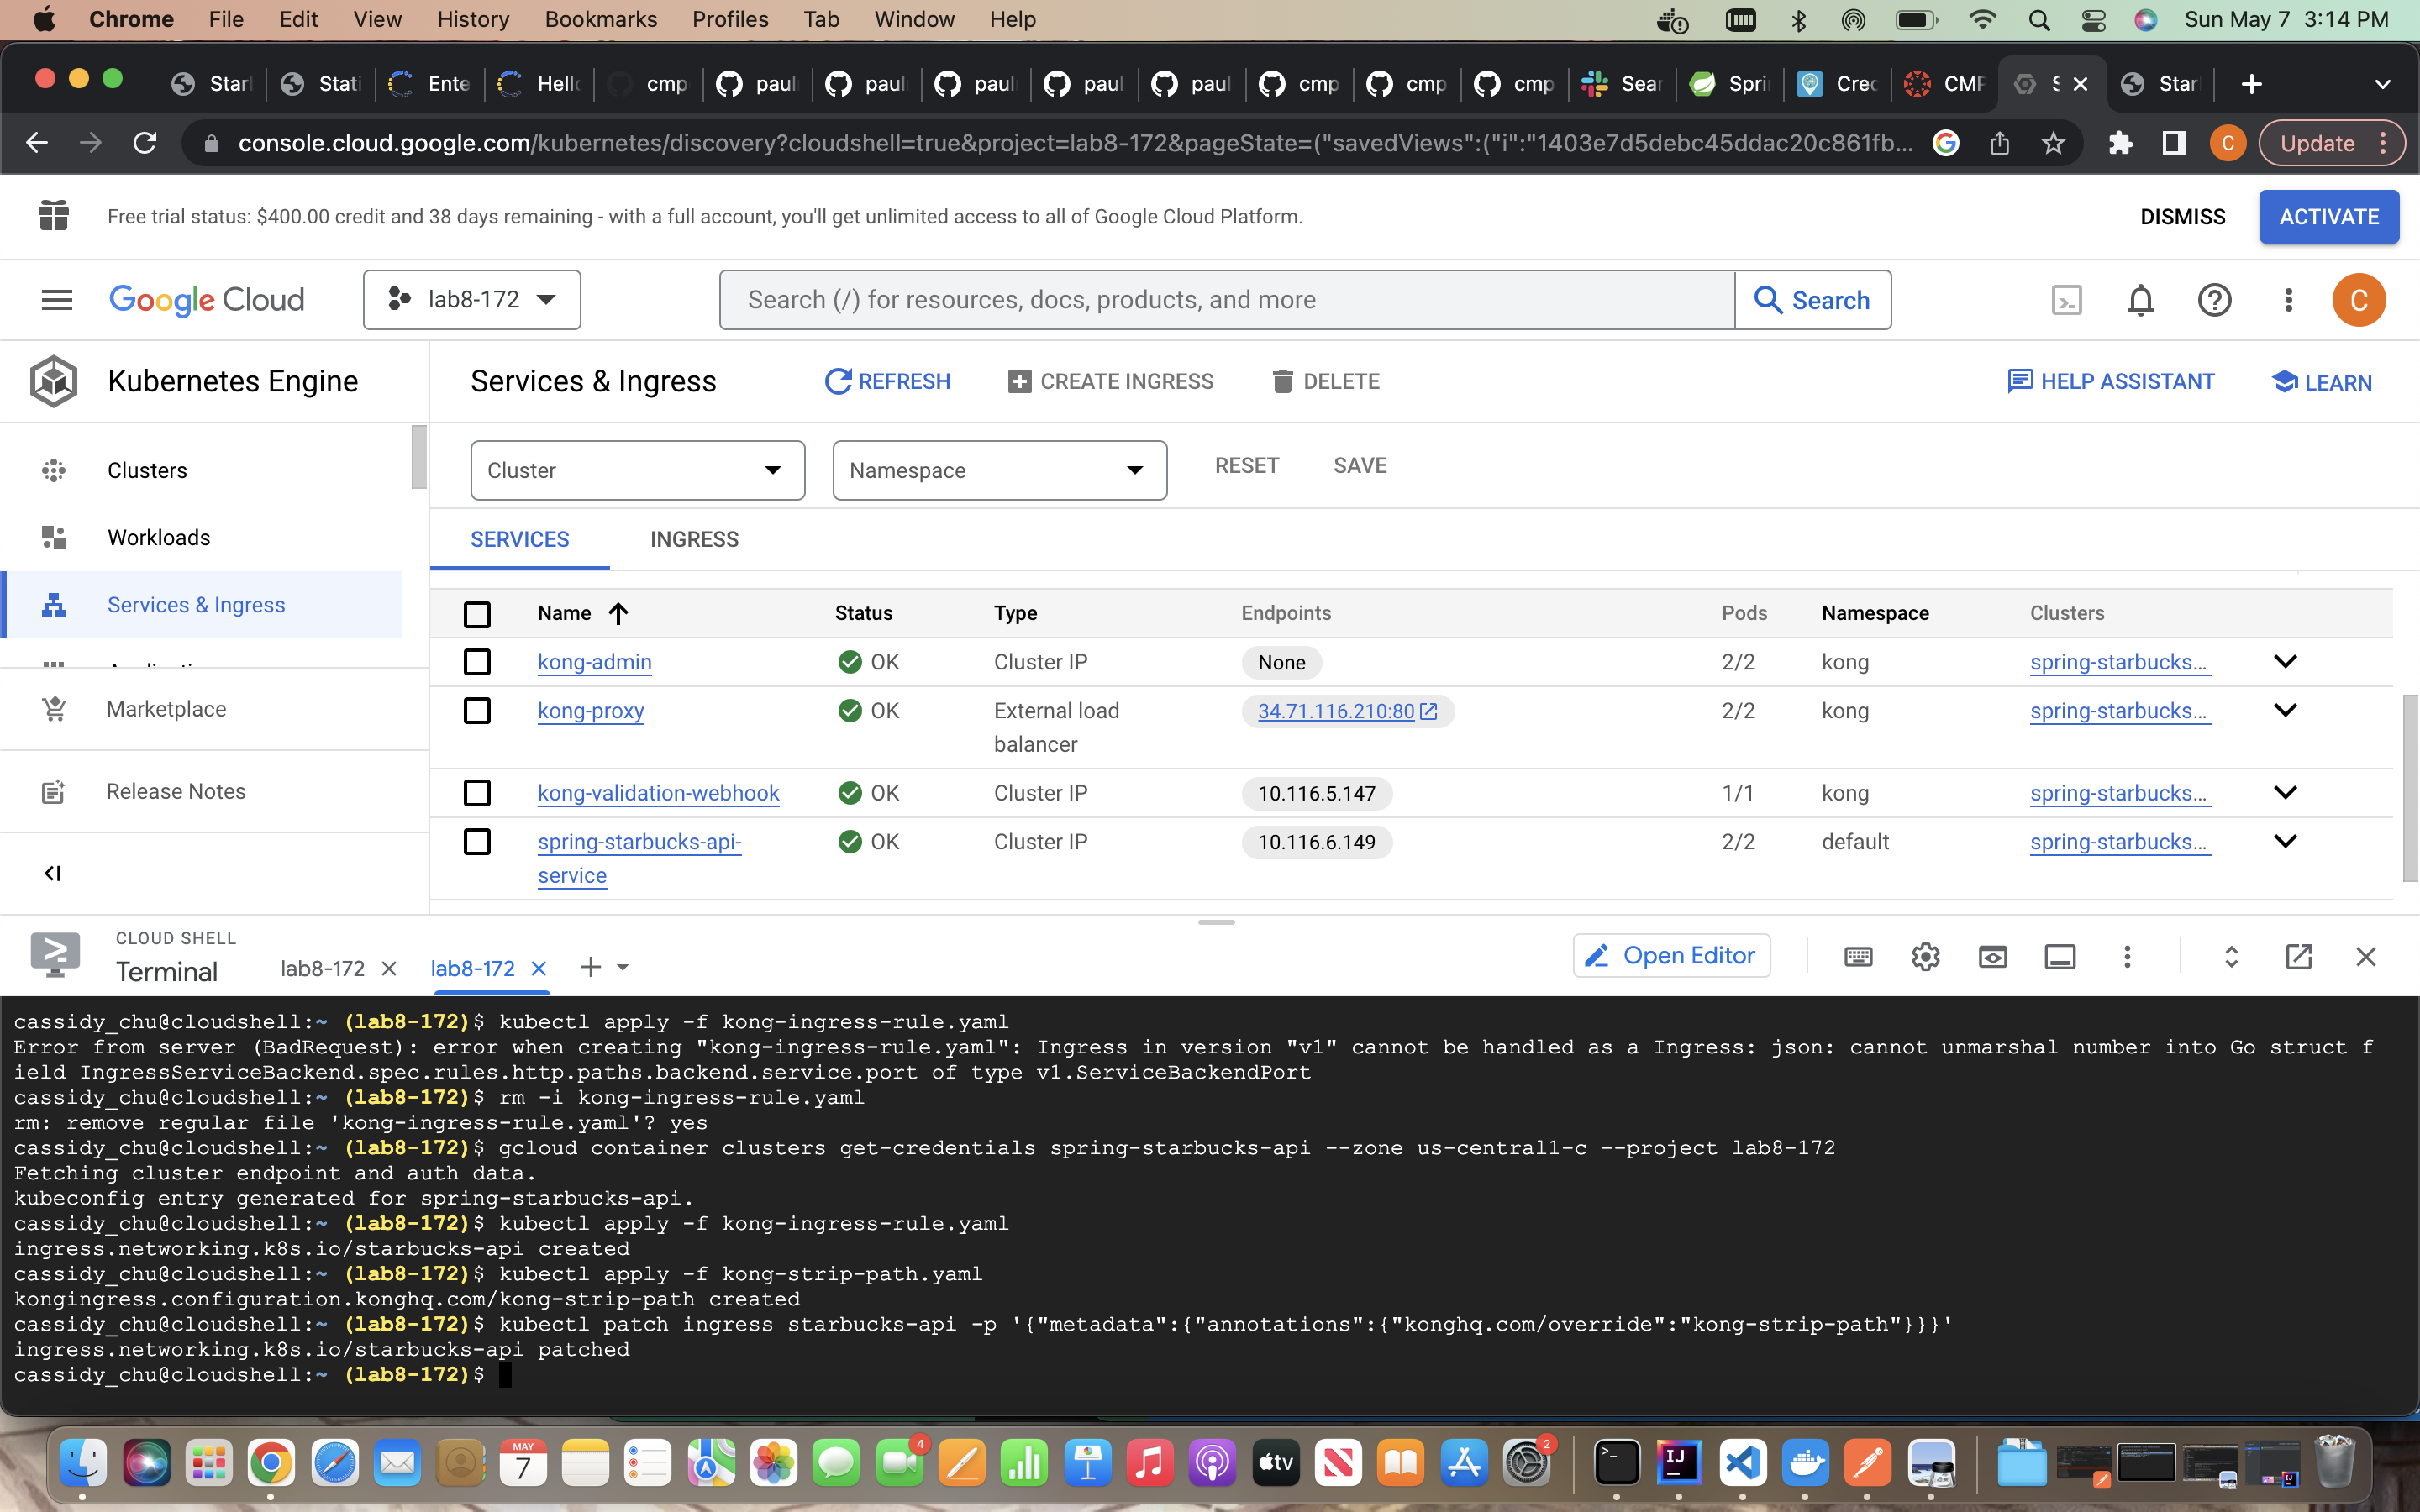 Chrome File Edit View History Bookmarks Profiles Tab Window Help Sun May 7 3:14 PM
Starl Stati Ente Hello cmp paul paul paul paul paul cmp cmp cmp Sear Spri Crec CMP S Starl
console.cloud.google.com/kubernetes/discovery?cloudshell=true&project=lab8-172&pageState=("savedViews":("i":"1403e7d5debc45ddac20c861fb... C Update
Free trial status: $400.00 credit and 38 days remaining - with a full account, you'll get unlimited access to all of Google Cloud Platform. DISMISS ACTIVATE
Google Cloud lab8-172 Search (/) for resources, docs, products, and more Search C
Kubernetes Engine Services & Ingress REFRESH CREATE INGRESS DELETE HELP ASSISTANT LEARN
Clusters
Workloads
Services & Ingress
Marketplace
Release Notes
Cluster Namespace RESET SAVE
SERVICES INGRESS
Name Status Type Endpoints Pods Namespace Clusters
kong-admin OK Cluster IP None 2/2 kong spring-starbucks...
kong-proxy OK External load balancer 34.71.116.210:80 2/2 kong spring-starbucks...
kong-validation-webhook OK Cluster IP 10.116.5.147 1/1 kong spring-starbucks...
spring-starbucks-api-service OK Cluster IP 10.116.6.149 2/2 default spring-starbucks...
CLOUD SHELL
Terminal lab8-172 lab8-172 Open Editor
cassidy_chu@cloudshell:~ (lab8-172)$ kubectl apply -f kong-ingress-rule.yaml
Error from server (BadRequest): error when creating "kong-ingress-rule.yaml": Ingress in version "v1" cannot be handled as a Ingress: json: cannot unmarshal number into Go struct f
ield IngressServiceBackend.spec.rules.http.paths.backend.service.port of type v1.ServiceBackendPort
cassidy_chu@cloudshell:~ (lab8-172)$ rm -i kong-ingress-rule.yaml
rm: remove regular file 'kong-ingress-rule.yaml'? yes
cassidy_chu@cloudshell:~ (lab8-172)$ gcloud container clusters get-credentials spring-starbucks-api --zone us-central1-c --project lab8-172
Fetching cluster endpoint and auth data.
kubeconfig entry generated for spring-starbucks-api.
cassidy_chu@cloudshell:~ (lab8-172)$ kubectl apply -f kong-ingress-rule.yaml
ingress.networking.k8s.io/starbucks-api created
cassidy_chu@cloudshell:~ (lab8-172)$ kubectl apply -f kong-strip-path.yaml
kongingress.configuration.konghq.com/kong-strip-path created
cassidy_chu@cloudshell:~ (lab8-172)$ kubectl patch ingress starbucks-api -p '{"metadata":{"annotations":{"konghq.com/override":"kong-strip-path"}}}'
ingress.networking.k8s.io/starbucks-api patched
cassidy_chu@cloudshell:~ (lab8-172)$
MAY 7 4 tv 2 IJ